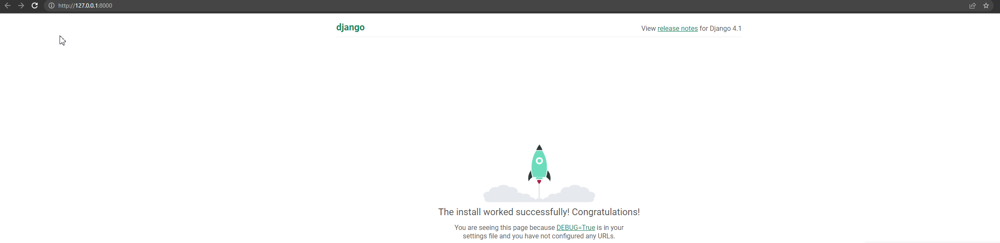 http://127.0.0.1:8000
django
View release notes for Django 4.1
The install worked successfully! Congratulations!
You are seeing this page because DEBUG=True is in your
settings file and you have not configured any URLs.